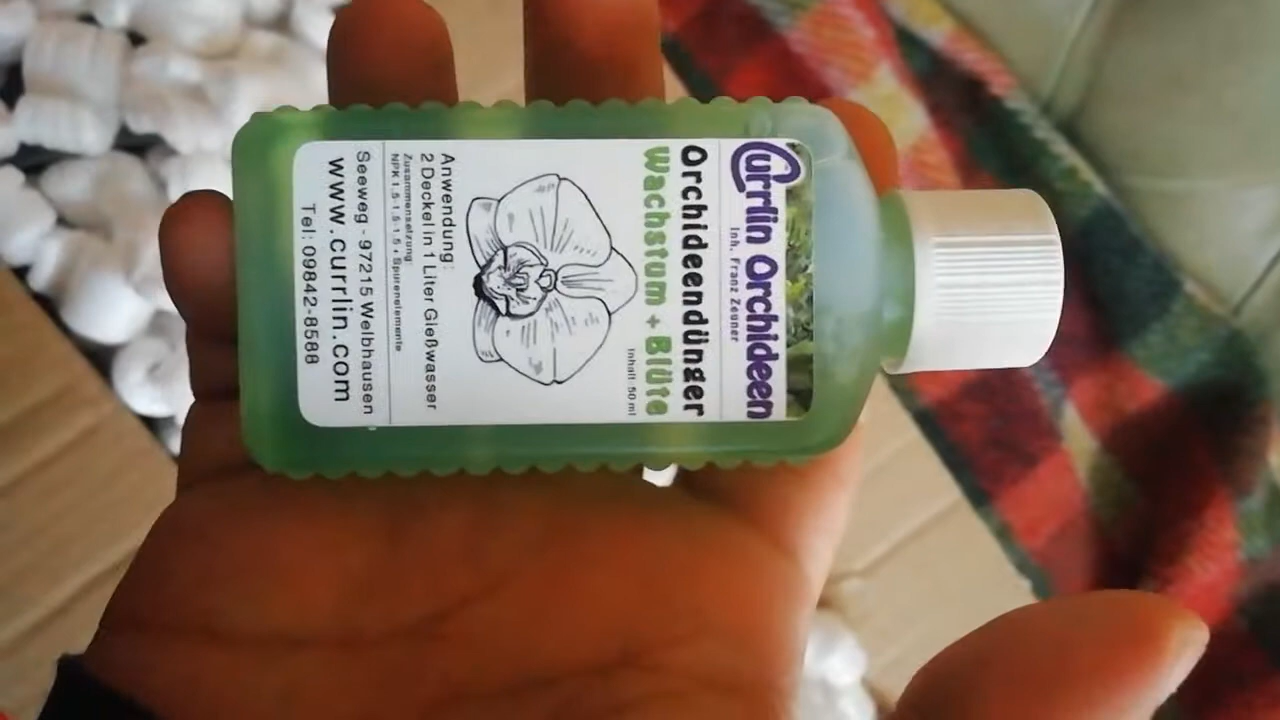 Currlin Orchideen
Inh. Franz Zeuner
Orchideendünger
Wachstum + Blüte
Inhalt: 50 ml
Anwendung:
2 Deckel in 1 Liter Gießwasser
Zusammensetzung:
NPK 1,5-1,5-1,5 + Spurenelemente
Seeweg · 97215 Welbhausen
www.currlin.com
Tel: 09842-8588